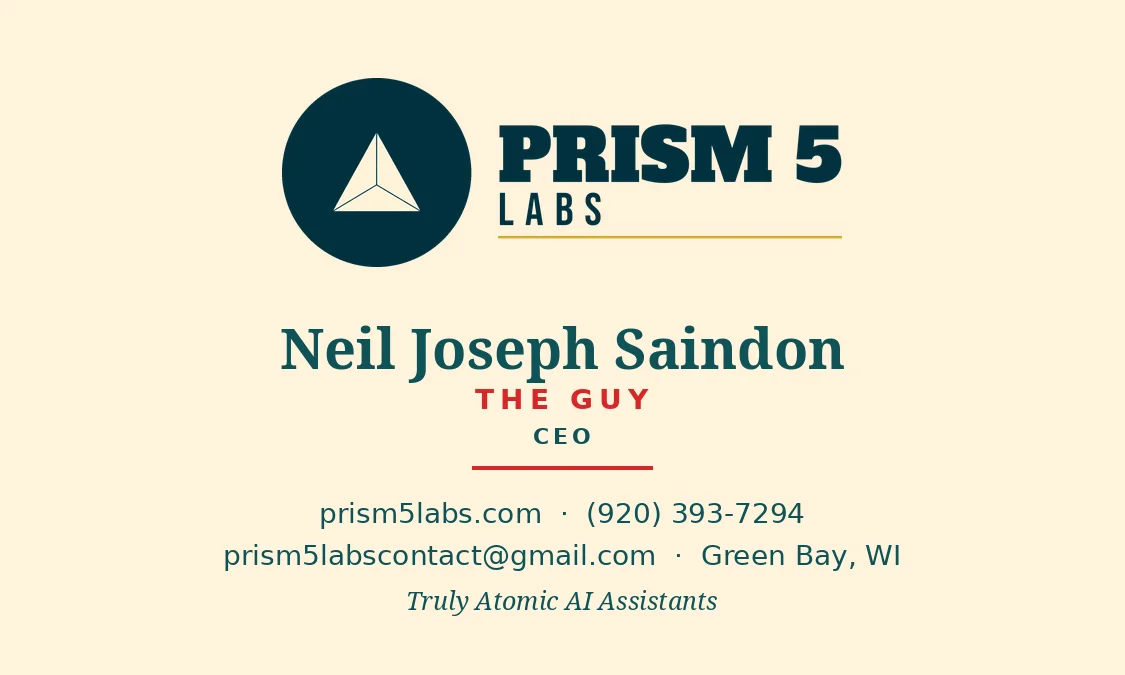 PRISM 5
LABS
Neil Joseph Saindon
THE GUY
CEO
prism5labs.com · (920) 393-7294
prism5labscontact@gmail.com · Green Bay, WI
Truly Atomic AI Assistants